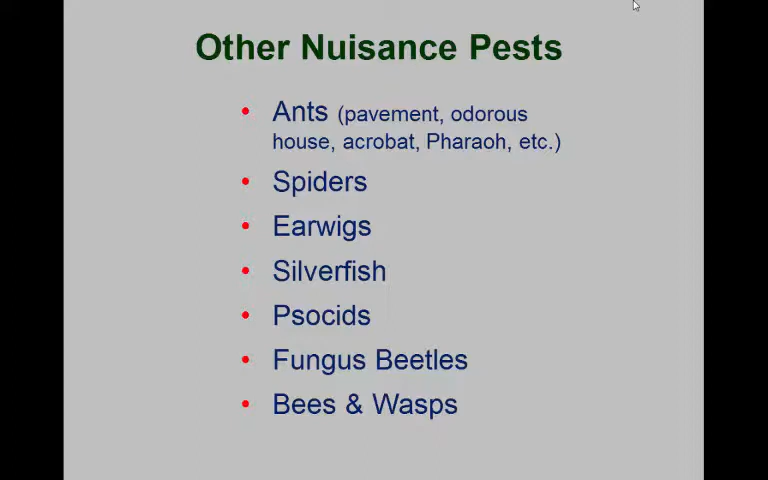 Other Nuisance Pests
• Ants (pavement, odorous
house, acrobat, Pharaoh, etc.)
• Spiders
• Earwigs
• Silverfish
• Psocids
• Fungus Beetles
• Bees & Wasps